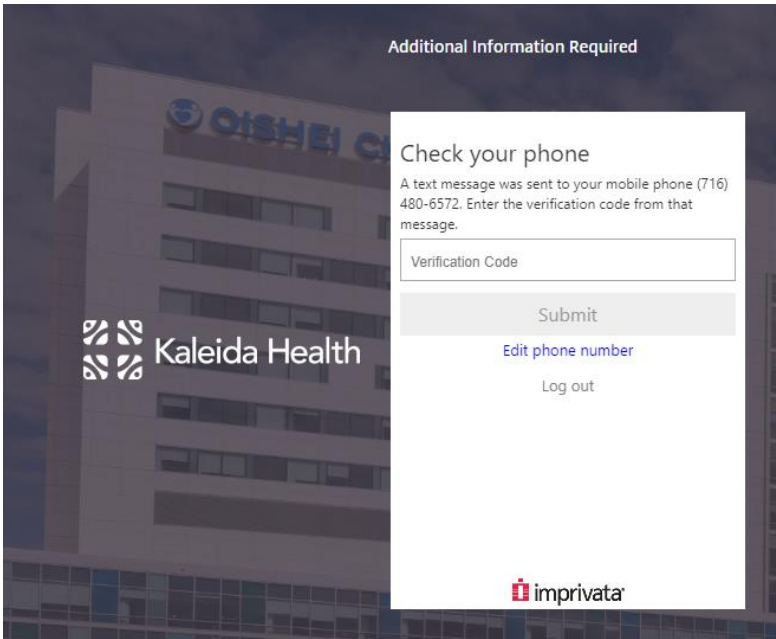 Additional Information Required
OISHEI
Check your phone
A text message was sent to your mobile phone (716)
480-6572. Enter the verification code from that
message.
Verification Code
Submit
Edit phone number
Log out
Kaleida Health
imprivata